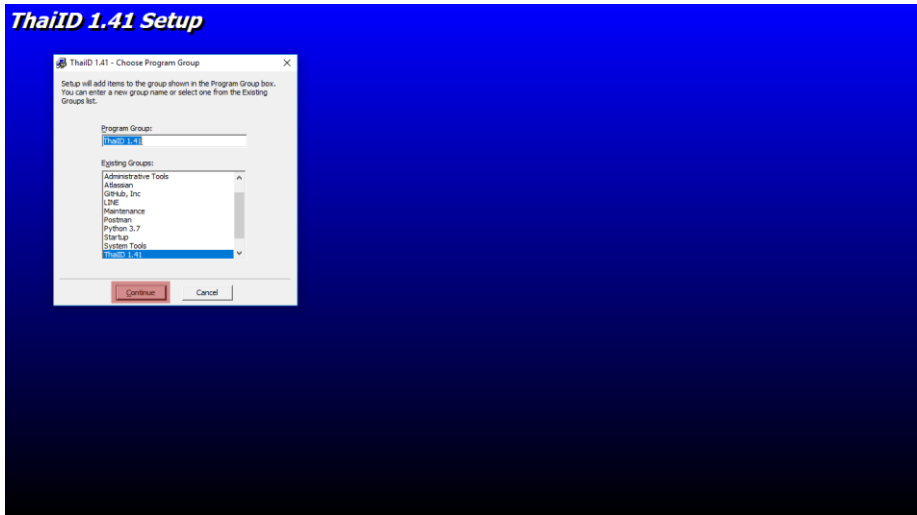 ThaiID 1.41 Setup
ThaiID 1.41 - Choose Program Group
Setup will add items to the group shown in the Program Group box.
You can enter a new group name or select one from the Existing
Groups list.
Program Group:
ThaiID 1.41
Existing Groups:
Administrative Tools
Atlassian
GitHub, Inc
LINE
Maintenance
Postman
Python 3.7
Startup
System Tools
ThaiID 1.41
Continue
Cancel